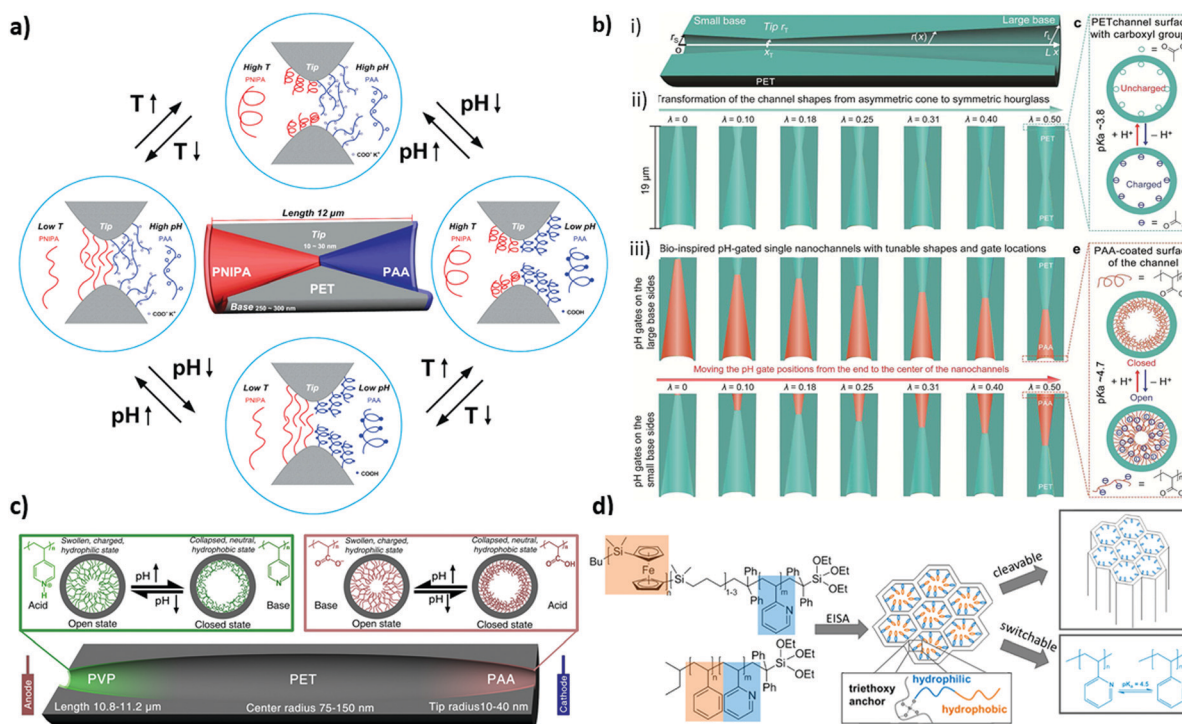 a)
High T
PNIPA
Tip
High pH
PAA
COO⁻ K⁺
T ↑
T ↓
pH ↓
pH ↑
Low T
PNIPA
Tip
High pH
PAA
COO⁻ K⁺
Length 12 μm
Tip
10 ~ 30 nm
PNIPA
PAA
PET
Base 250 ~ 300 nm
High T
PNIPA
Tip
Low pH
PAA
COOH
pH ↓
pH ↑
T ↑
T ↓
Low T
PNIPA
Tip
Low pH
PAA
COOH
b)
i)
Small base
Tip r_T
Large base
r_S
r(x)
r_L
O
x_T
L x
PET
ii)
Transformation of the channel shapes from asymmetric cone to symmetric hourglass
λ = 0 λ = 0.10 λ = 0.18 λ = 0.25 λ = 0.31 λ = 0.40 λ = 0.50
19 μm
PET
PET
iii)
Bio-inspired pH-gated single nanochannels with tunable shapes and gate locations
pH gates on the
large base sides
PET
PAA
Moving the pH gate positions from the end to the center of the nanochannels
λ = 0 λ = 0.10 λ = 0.18 λ = 0.25 λ = 0.31 λ = 0.40 λ = 0.50
pH gates on the
small base sides
PAA
PET
c
PETchannel surface
with carboxyl group
Uncharged
pKa ~3.8
+ H⁺
– H⁺
Charged
e
PAA-coated surface
of the channel
Closed
pKa ~4.7
+ H⁺
– H⁺
Open
c)
Swollen, charged,
hydrophilic state
Collapsed, neutral,
hydrophobic state
pH ↑
pH ↓
Acid
Base
Open state
Closed state
Swollen, charged,
hydrophilic state
Collapsed, neutral,
hydrophobic state
pH ↑
pH ↓
Base
Acid
Open state
Closed state
Anode
PVP
PET
PAA
Cathode
Length 10.8-11.2 μm
Center radius 75-150 nm
Tip radius10-40 nm
d)
Bu
Si
Fe
n
Si
1-3
Ph
Ph
m
N
Ph
Ph
OEt
Si
OEt
OEt
EISA
n
m
N
Ph
Ph
OEt
Si
OEt
OEt
triethoxy
anchor
hydrophilic
hydrophobic
cleavable
switchable
N
pKa = 4.5